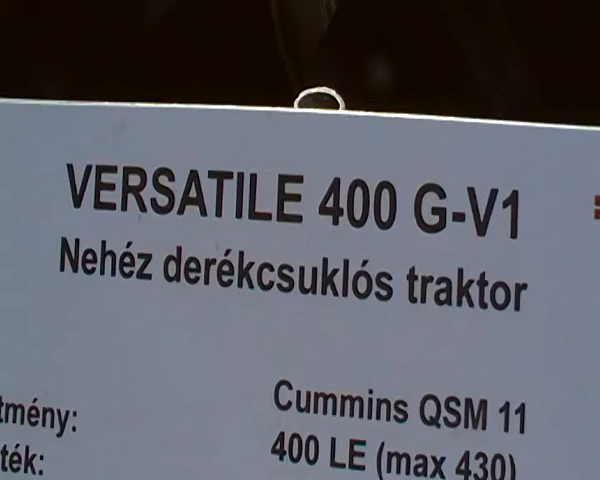 VERSATILE 400 G-V1
Nehéz derékcsuklós traktor
tmény: Cummins QSM 11
ték: 400 LE (max 430)